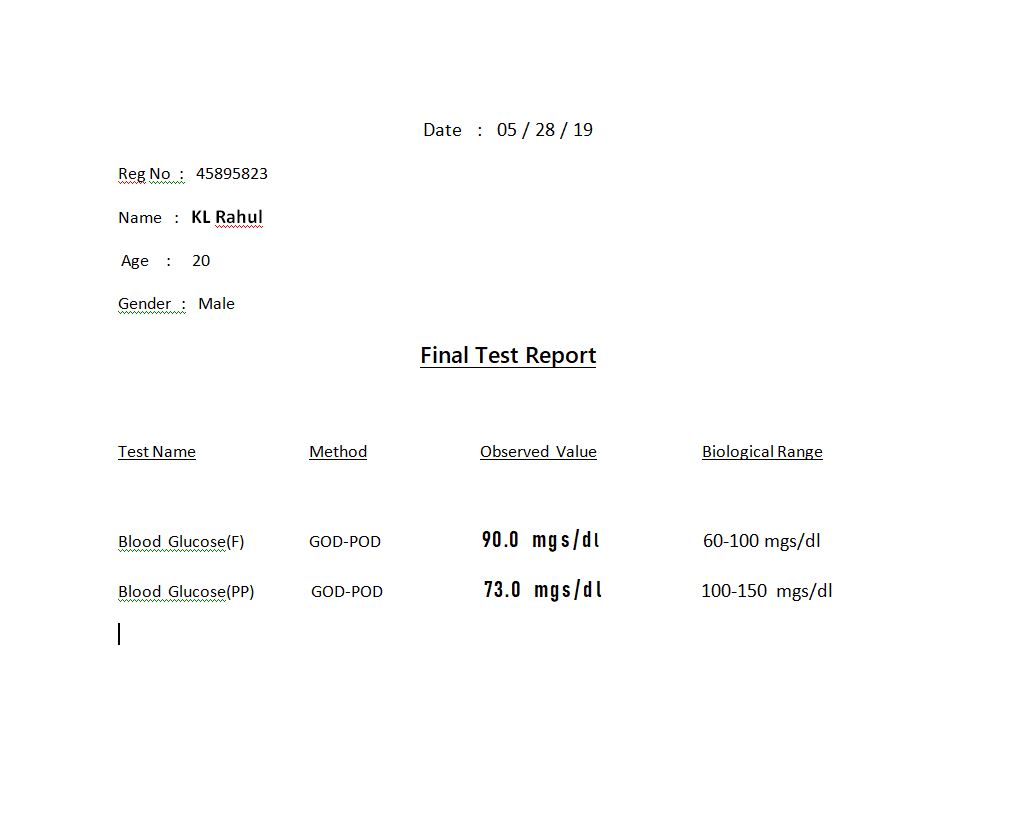 Date : 05 / 28 / 19
Reg No : 45895823
Name : KL Rahul
Age : 20
Gender : Male
Final Test Report
Test Name Method Observed Value Biological Range
Blood Glucose(F) GOD-POD 90.0 mgs/dl 60-100 mgs/dl
Blood Glucose(PP) GOD-POD 73.0 mgs/dl 100-150 mgs/dl